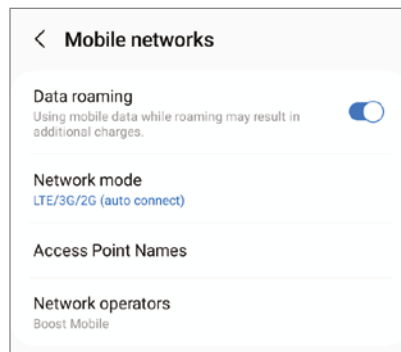 Mobile networks
Data roaming
Using mobile data while roaming may result in
additional charges.
Network mode
LTE/3G/2G (auto connect)
Access Point Names
Network operators
Boost Mobile